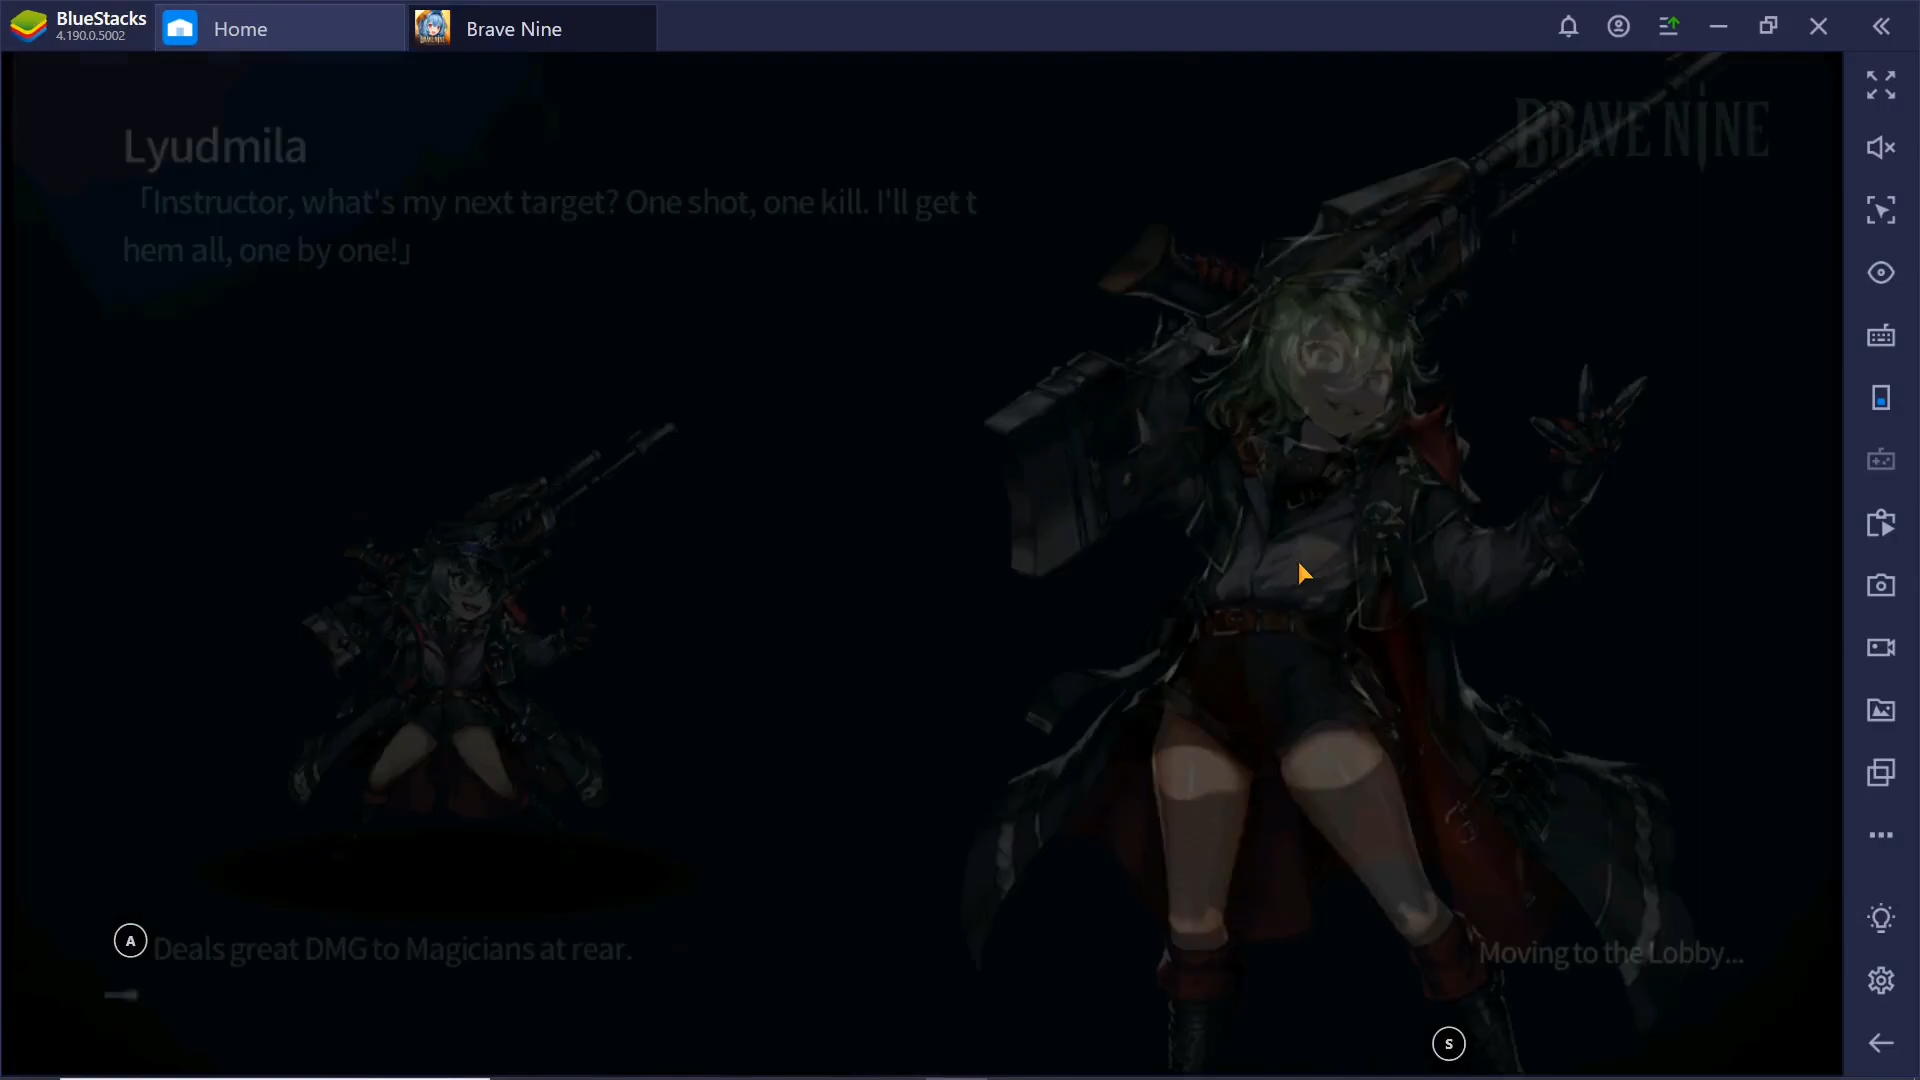 BlueStacks
4.190.0.5002
Home
Brave Nine
BRAVE NINE
Lyudmila
「Instructor, what's my next target? One shot, one kill. I'll get t
hem all, one by one!」
A
Deals great DMG to Magicians at rear.
Moving to the Lobby...
S